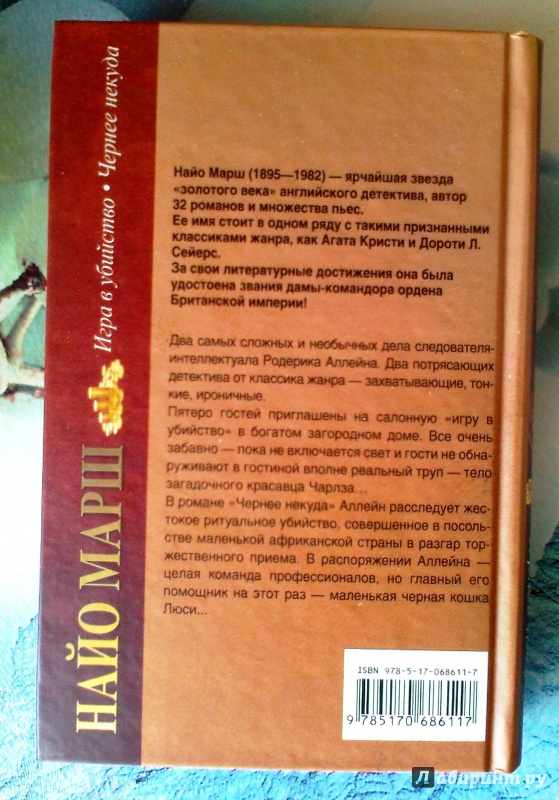 НАЙО МАРШ
Игра в убийство • Чернее некуда
Найо Марш (1895—1982) — ярчайшая звезда
«золотого века» английского детектива, автор
32 романов и множества пьес.
Ее имя стоит в одном ряду с такими признанными
классиками жанра, как Агата Кристи и Дороти Л.
Сейерс.
За свои литературные достижения она была
удостоена звания дамы-командора ордена
Британской империи!
Два самых сложных и необычных дела следователя-
интеллектуала Родерика Аллейна. Два потрясающих
детектива от классика жанра — захватывающие, тон-
кие, ироничные.
Пятеро гостей приглашены на салонную «игру в
убийство» в богатом загородном доме. Все очень
забавно — пока не включается свет и гости не обна-
руживают в гостиной вполне реальный труп — тело
загадочного красавца Чарлза...
В романе «Чернее некуда» Аллейн расследует жес-
токое ритуальное убийство, совершенное в посоль-
стве маленькой африканской страны в разгар тор-
жественного приема. В распоряжении Аллейна —
целая команда профессионалов, но главный его
помощник на этот раз — маленькая черная кошка
Люси...
ISBN 978-5-17-068611-7
9 785170 686117
Лабиринт.ру